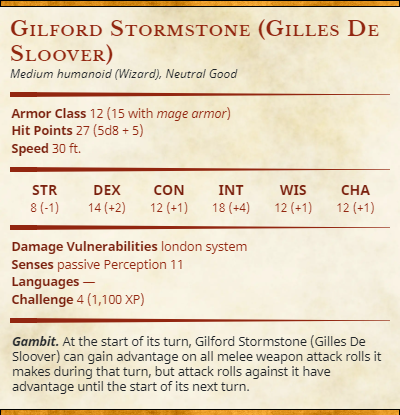 Gilford Stormstone (Gilles De
Sloover)
Medium humanoid (Wizard), Neutral Good
Armor Class 12 (15 with mage armor)
Hit Points 27 (5d8 + 5)
Speed 30 ft.
STR DEX CON INT WIS CHA
8 (-1) 14 (+2) 12 (+1) 18 (+4) 12 (+1) 12 (+1)
Damage Vulnerabilities london system
Senses passive Perception 11
Languages —
Challenge 4 (1,100 XP)
Gambit. At the start of its turn, Gilford Stormstone (Gilles De
Sloover) can gain advantage on all melee weapon attack rolls it
makes during that turn, but attack rolls against it have
advantage until the start of its next turn.